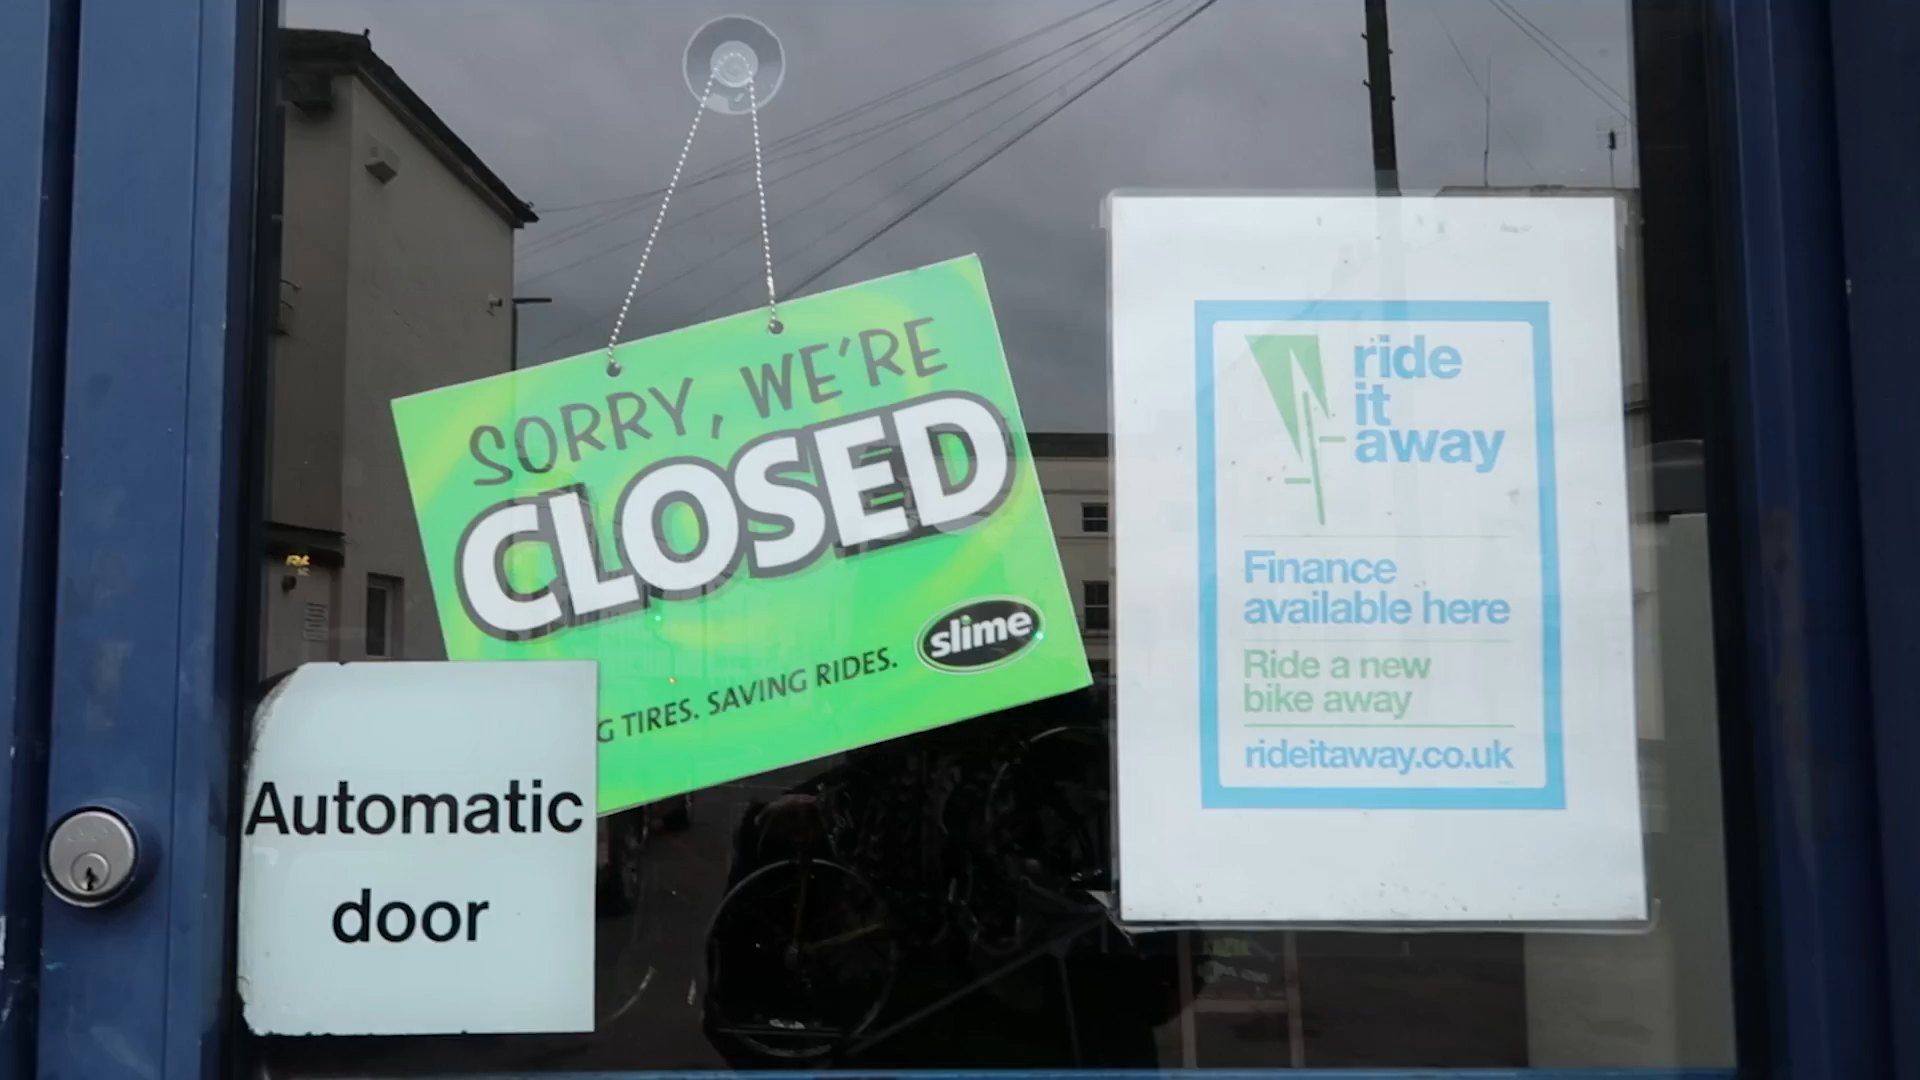 SORRY, WE'RE
CLOSED
G TIRES. SAVING RIDES.
slime
Automatic
door
ride
it
away
Finance
available here
Ride a new
bike away
rideitaway.co.uk